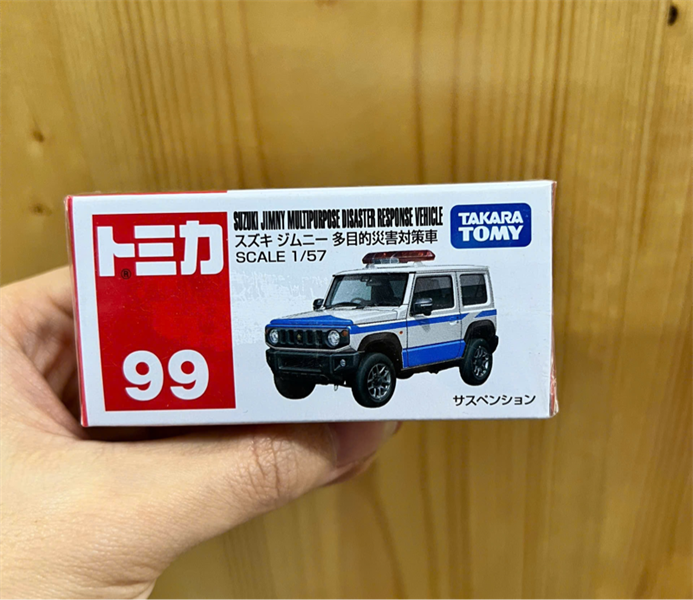 トミカ
®
99
SUZUKI JIMNY MULTIPURPOSE DISASTER RESPONSE VEHICLE
スズキ ジムニー 多目的災害対策車
SCALE 1/57
TAKARA
TOMY
サスペンション